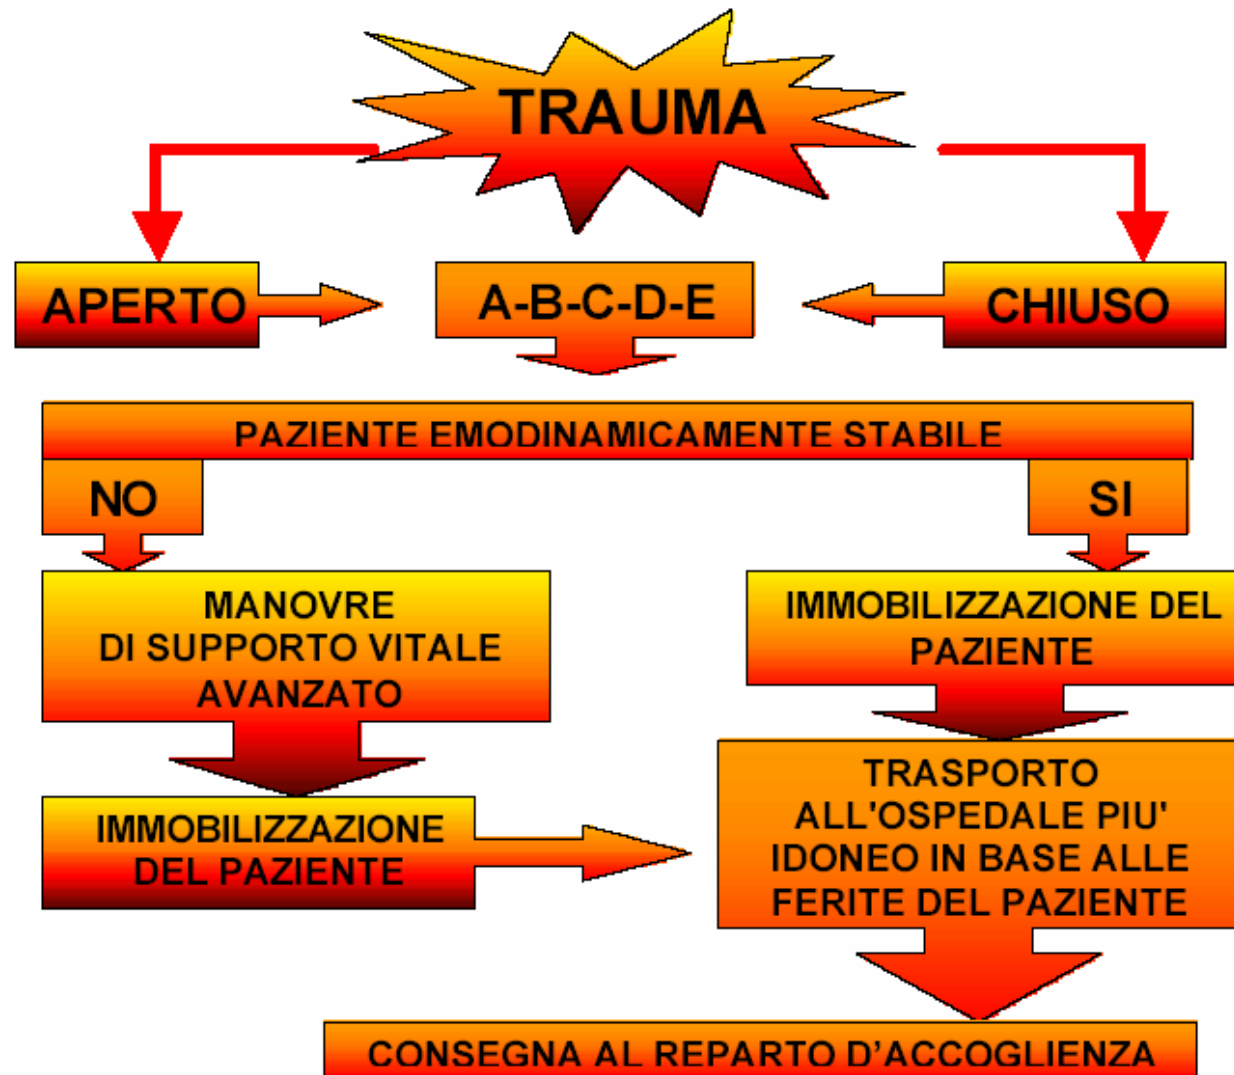 TRAUMA
APERTO
A-B-C-D-E
CHIUSO
PAZIENTE EMODINAMICAMENTE STABILE
NO
SI
MANOVRE
DI SUPPORTO VITALE
AVANZATO
IMMOBILIZZAZIONE DEL
PAZIENTE
IMMOBILIZZAZIONE
DEL PAZIENTE
TRASPORTO
ALL'OSPEDALE PIU'
IDONEO IN BASE ALLE
FERITE DEL PAZIENTE
CONSEGNA AL REPARTO D’ACCOGLIENZA